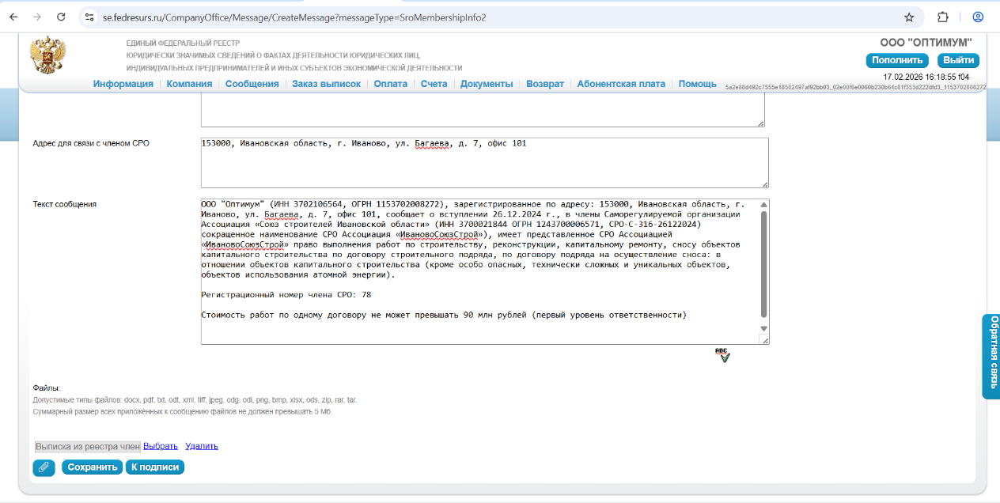 se.fedresurs.ru/CompanyOffice/Message/CreateMessage?messageType=SroMembershipInfo2
ЕДИНЫЙ ФЕДЕРАЛЬНЫЙ РЕЕСТР
ЮРИДИЧЕСКИ ЗНАЧИМЫХ СВЕДЕНИЙ О ФАКТАХ ДЕЯТЕЛЬНОСТИ ЮРИДИЧЕСКИХ ЛИЦ,
ИНДИВИДУАЛЬНЫХ ПРЕДПРИНИМАТЕЛЕЙ И ИНЫХ СУБЪЕКТОВ ЭКОНОМИЧЕСКОЙ ДЕЯТЕЛЬНОСТИ
ООО "ОПТИМУМ"
Пополнить Выйти
17.02.2026 16:18:55 f04
Информация Компания Сообщения Заказ выписок Оплата Счета Документы Возврат Абонентская плата Помощь
Адрес для связи с членом СРО
153000, Ивановская область, г. Иваново, ул. Багаева, д. 7, офис 101
Текст сообщения
ООО "Оптимум" (ИНН 3702106564, ОГРН 1153702008272), зарегистрированное по адресу: 153000, Ивановская область, г.
Иваново, ул. Багаева, д. 7, офис 101, сообщает о вступлении 26.12.2024 г., в члены Саморегулируемой организации
Ассоциация «Союз строителей Ивановской области» (ИНН 3700021844 ОГРН 1243700006571, СРО-С-316-26122024)
сокращенное наименование СРО Ассоциация «ИвановоСоюзСтрой»), имеет представленное СРО Ассоциацией
«ИвановоСоюзСтрой» право выполнения работ по строительству, реконструкции, капитальному ремонту, сносу объектов
капитального строительства по договору строительного подряда, по договору подряда на осуществление сноса: в
отношении объектов капитального строительства (кроме особо опасных, технически сложных и уникальных объектов,
объектов использования атомной энергии).
Регистрационный номер члена СРО: 78
Стоимость работ по одному договору не может превышать 90 млн рублей (первый уровень ответственности)
ABC
Обратная связь
Файлы:
Допустимые типы файлов: docx, pdf, txt, odt, xml, tiff, jpeg, odg, odi, png, bmp, xlsx, ods, zip, rar, tar.
Суммарный размер всех приложенных к сообщению файлов не должен превышать 5 Мб.
Выписка из реестра член Выбрать Удалить
Сохранить К подписи